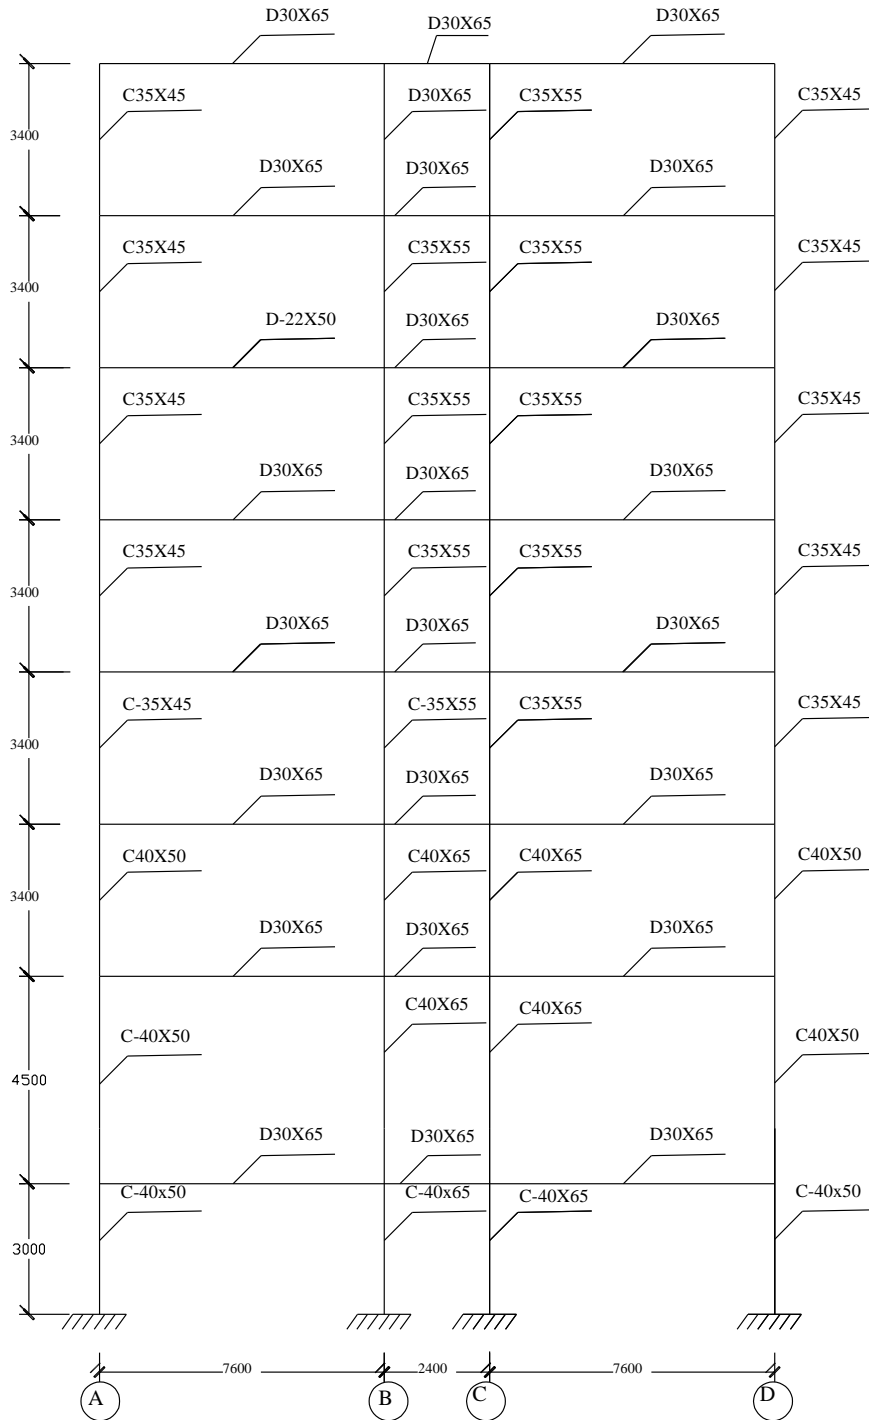 D30X65 D30X65 D30X65
C35X45 D30X65 C35X55 C35X45
3400
D30X65 D30X65 D30X65
C35X45 C35X55 C35X55 C35X45
3400
D-22X50 D30X65 D30X65
C35X45 C35X55 C35X55 C35X45
3400
D30X65 D30X65 D30X65
C35X45 C35X55 C35X55 C35X45
3400
D30X65 D30X65 D30X65
C-35X45 C-35X55 C35X55 C35X45
3400
D30X65 D30X65 D30X65
C40X50 C40X65 C40X65 C40X50
3400
D30X65 D30X65 D30X65
C-40X50 C40X65 C40X65 C40X50
4500
D30X65 D30X65 D30X65
C-40x50 C-40x65 C-40X65 C-40x50
3000
7600 2400 7600
A B C D